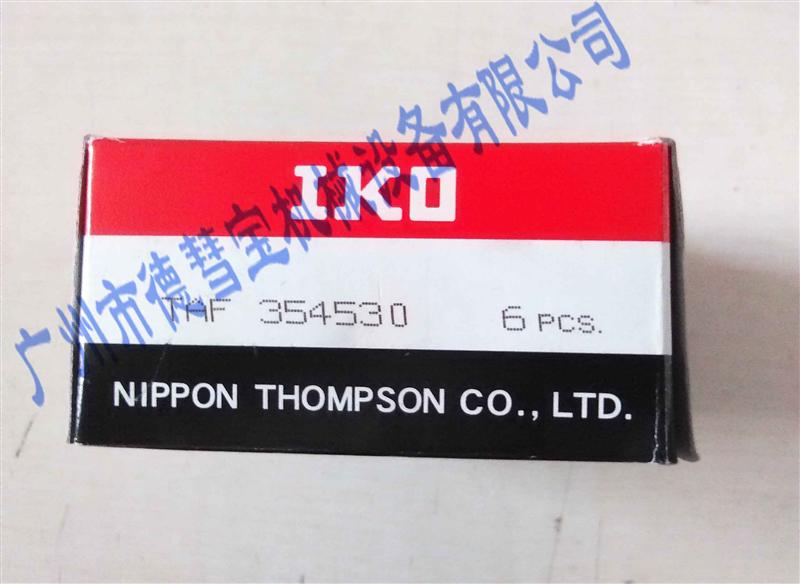 IKO
TAF 354530 6 PCS.
NIPPON THOMPSON CO., LTD.
广州市德慧宝机械设备有限公司